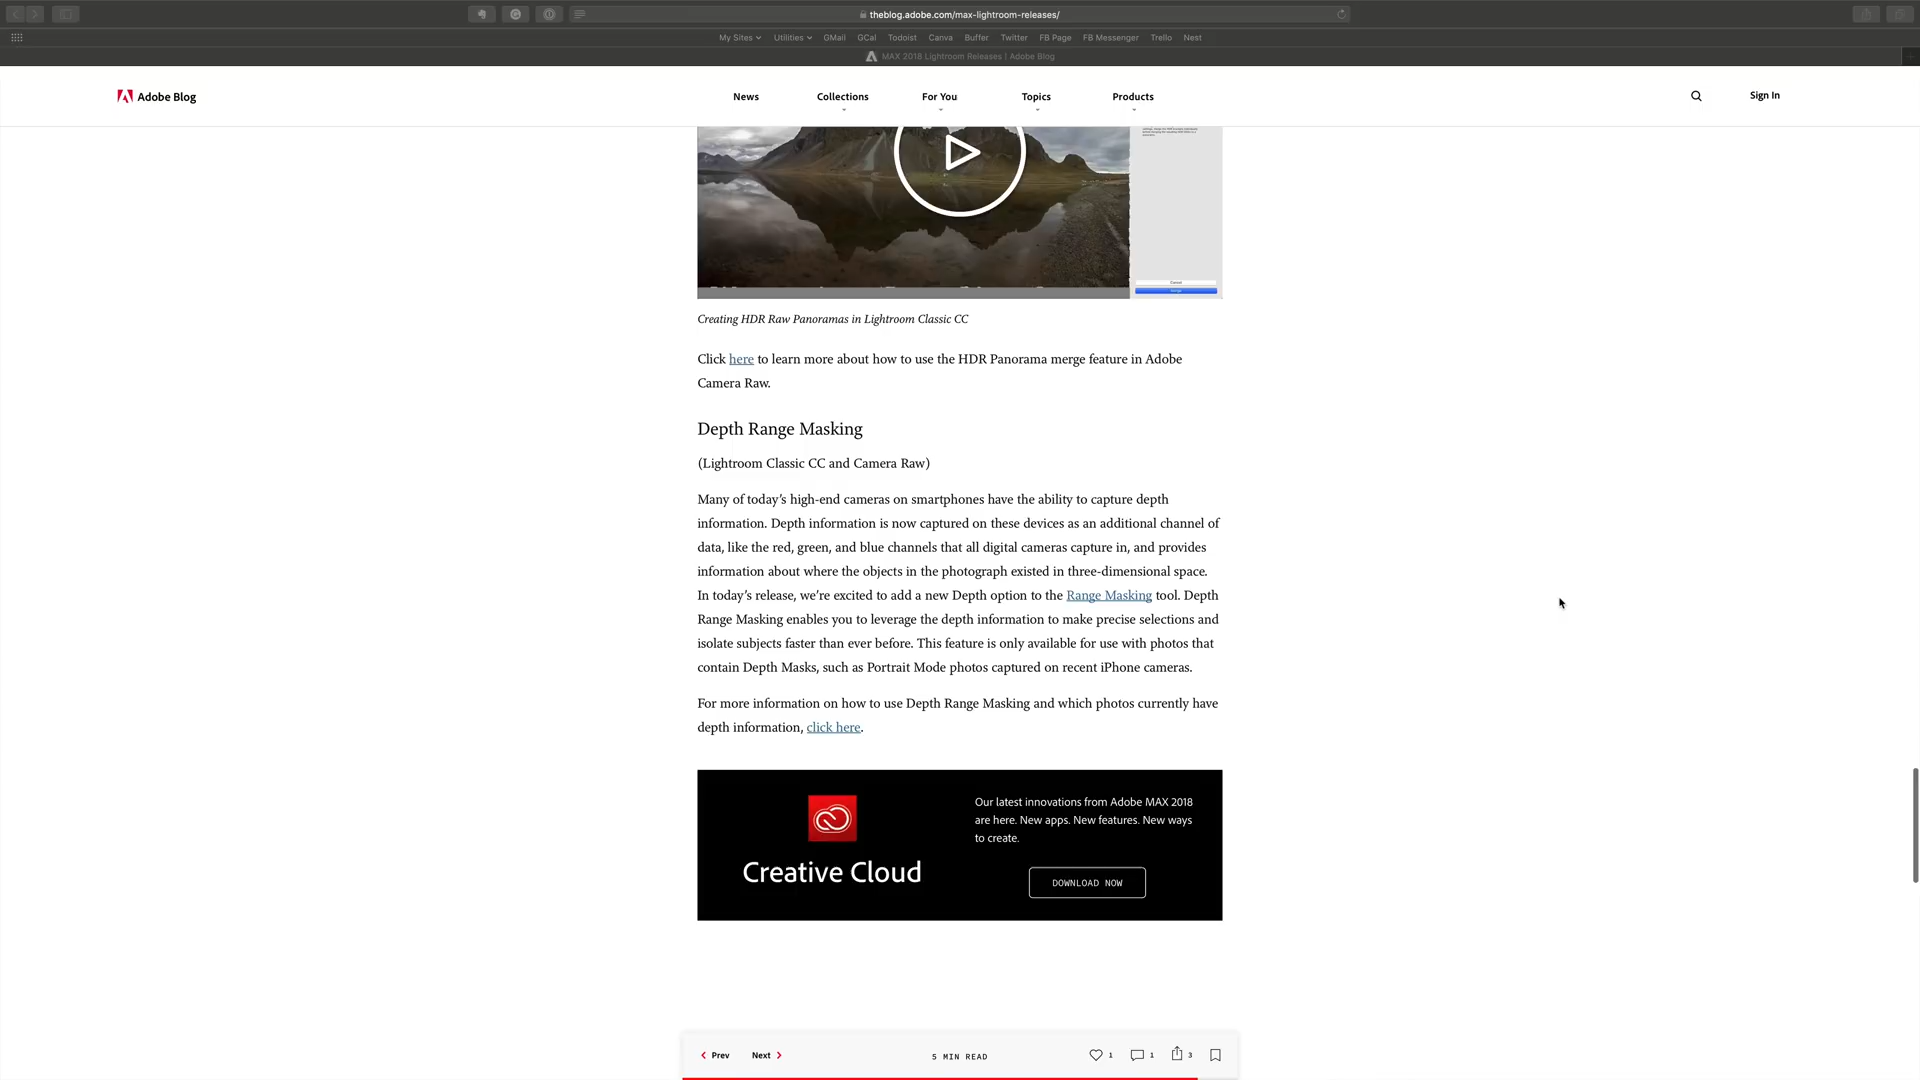 theblog.adobe.com/max-lightroom-releases/
My Sites Utilities GMail GCal Todoist Canva Buffer Twitter FB Page FB Messenger Trello Nest
MAX 2018 Lightroom Releases | Adobe Blog
Adobe Blog News Collections For You Topics Products Sign In
Cancel
Merge
Creating HDR Raw Panoramas in Lightroom Classic CC
Click here to learn more about how to use the HDR Panorama merge feature in Adobe
Camera Raw.
Depth Range Masking
(Lightroom Classic CC and Camera Raw)
Many of today’s high-end cameras on smartphones have the ability to capture depth
information. Depth information is now captured on these devices as an additional channel of
data, like the red, green, and blue channels that all digital cameras capture in, and provides
information about where the objects in the photograph existed in three-dimensional space.
In today’s release, we’re excited to add a new Depth option to the Range Masking tool. Depth
Range Masking enables you to leverage the depth information to make precise selections and
isolate subjects faster than ever before. This feature is only available for use with photos that
contain Depth Masks, such as Portrait Mode photos captured on recent iPhone cameras.
For more information on how to use Depth Range Masking and which photos currently have
depth information, click here.
Our latest innovations from Adobe MAX 2018
are here. New apps. New features. New ways
to create.
Creative Cloud
DOWNLOAD NOW
Prev Next 5 MIN READ 1 1 3